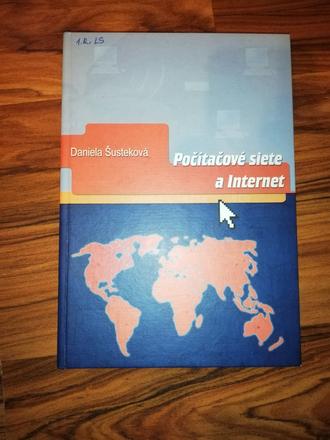 1.R. LS
Daniela Šusteková
Počítačové siete
a Internet